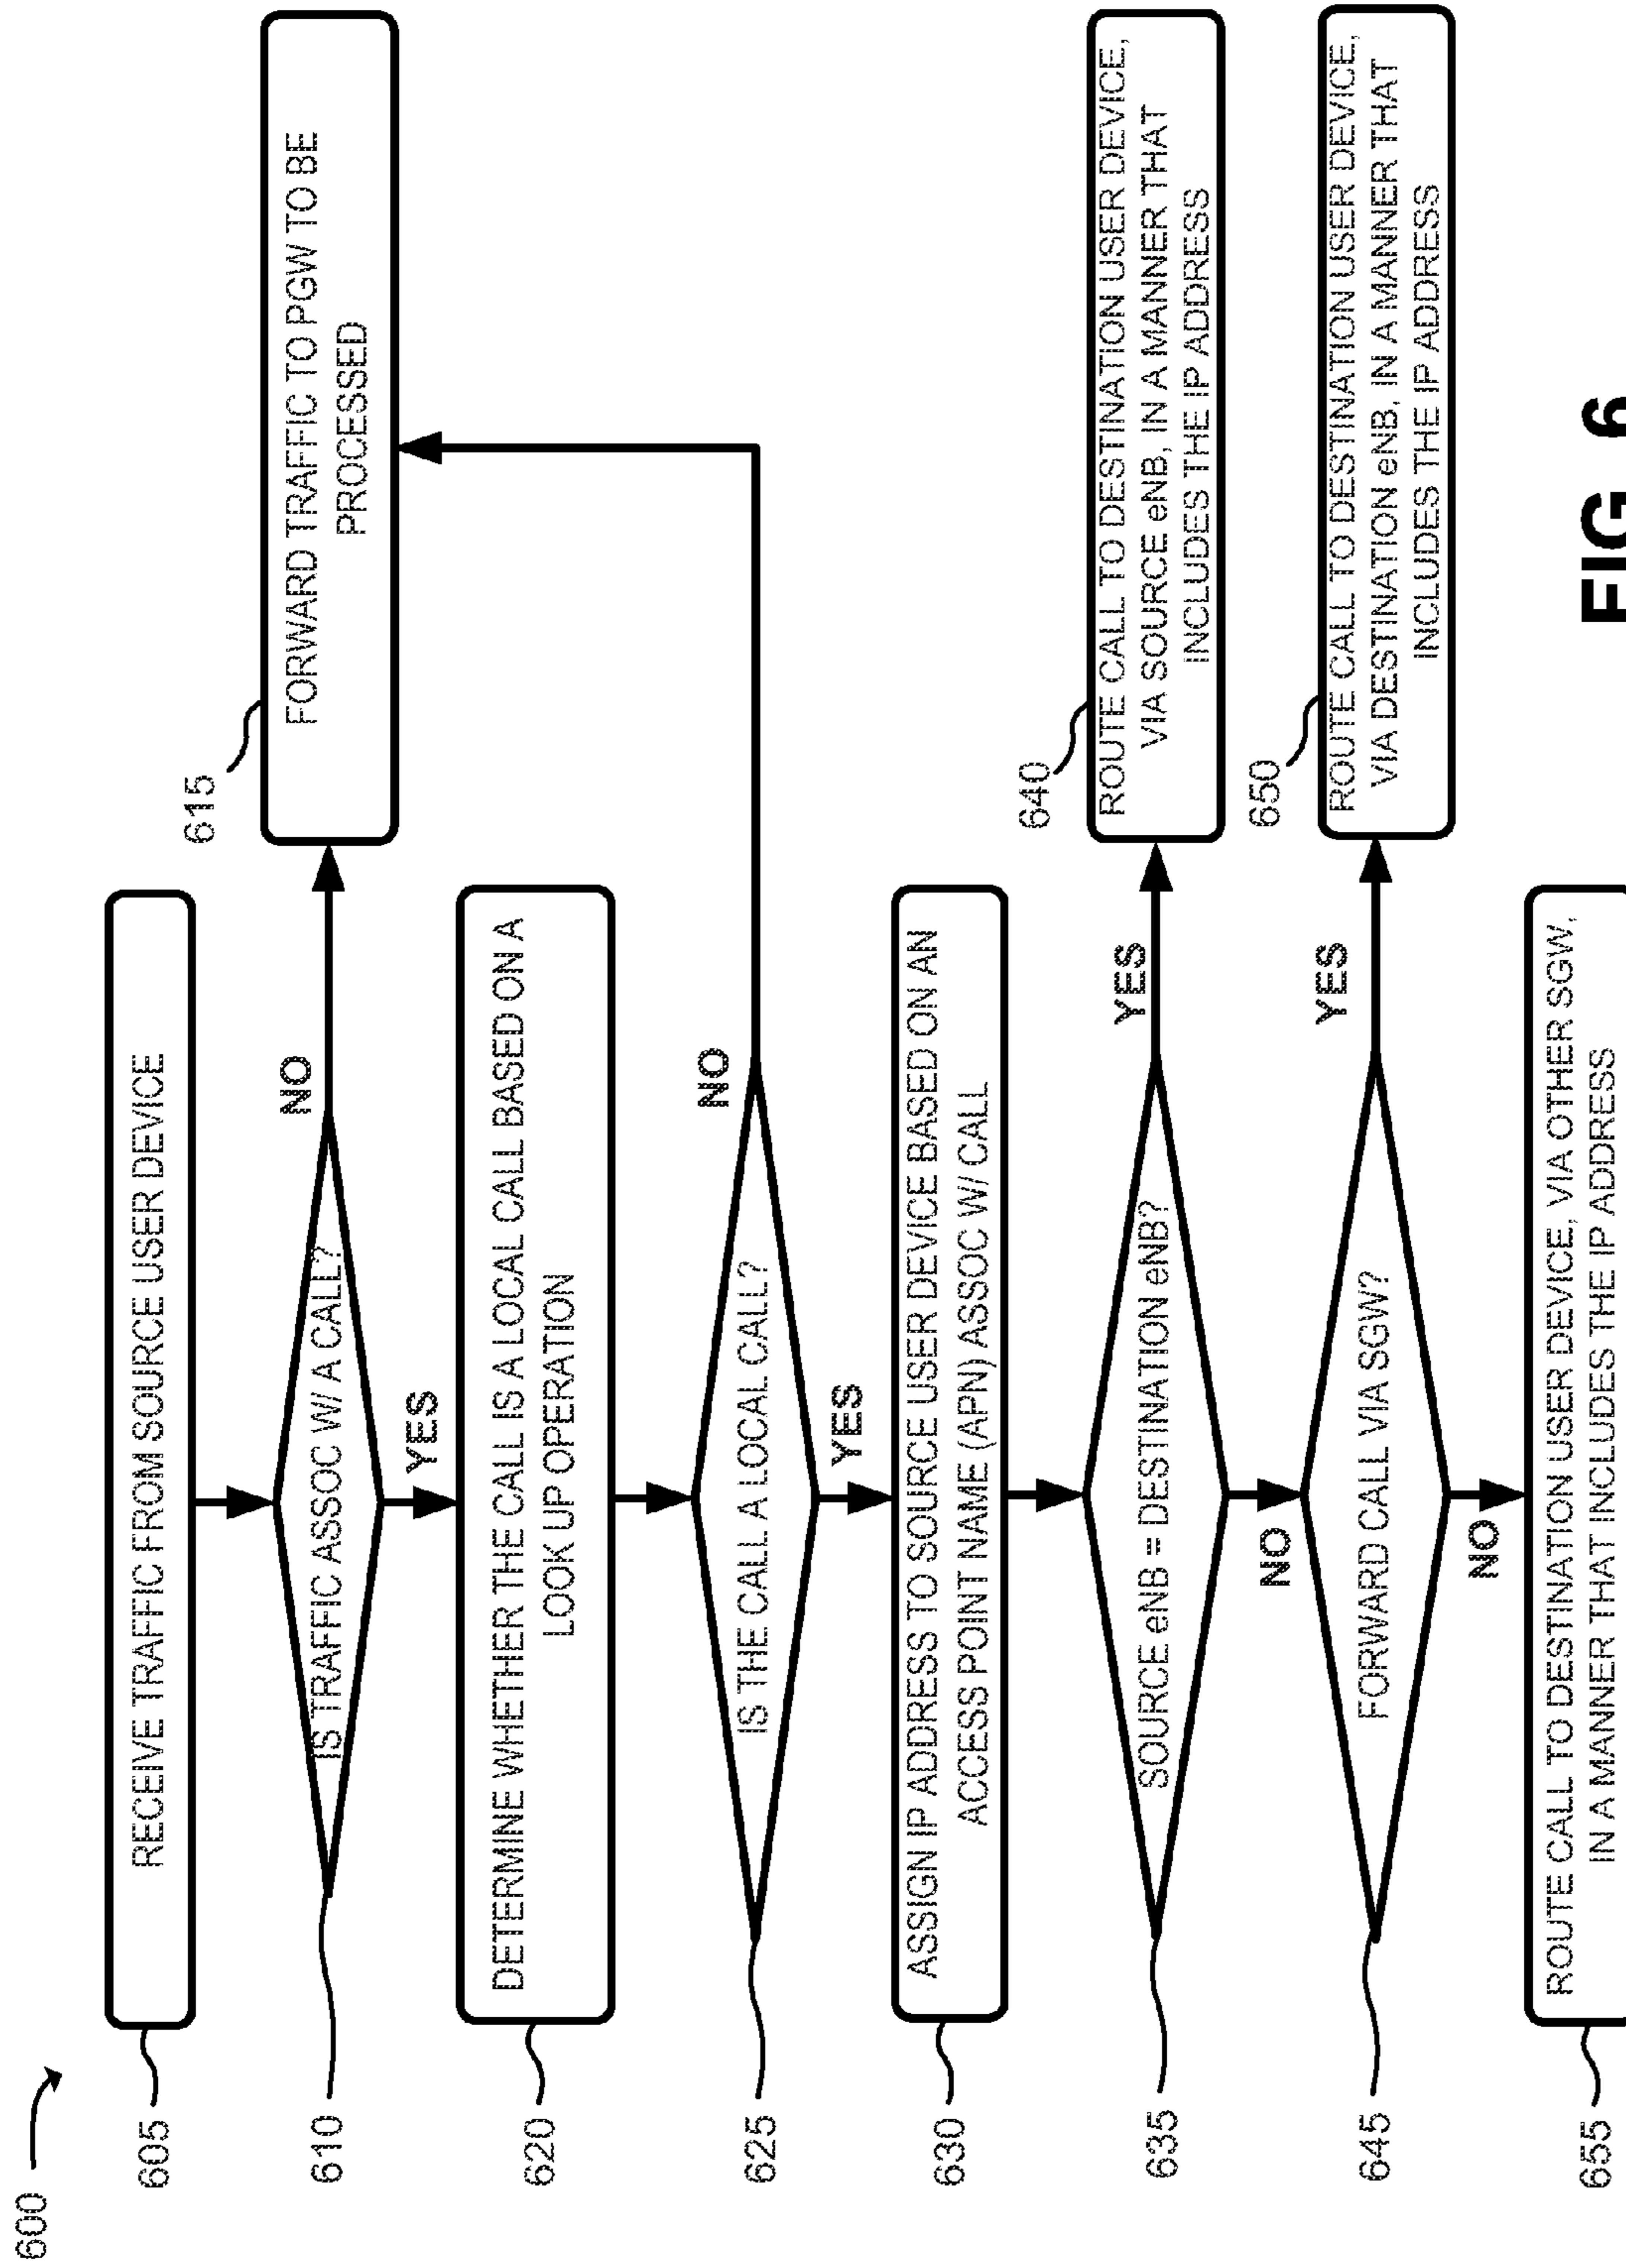 600
605
RECEIVE TRAFFIC FROM SOURCE USER DEVICE
610
IS TRAFFIC ASSOC W/ A CALL?
NO
615
FORWARD TRAFFIC TO PGW TO BE
PROCESSED
YES
620
DETERMINE WHETHER THE CALL IS A LOCAL CALL BASED ON A
LOOK UP OPERATION
625
IS THE CALL A LOCAL CALL?
NO
YES
630
ASSIGN IP ADDRESS TO SOURCE USER DEVICE BASED ON AN
ACCESS POINT NAME (APN) ASSOC W/ CALL
635
SOURCE eNB = DESTINATION eNB?
YES
640
ROUTE CALL TO DESTINATION USER DEVICE,
VIA SOURCE eNB, IN A MANNER THAT
INCLUDES THE IP ADDRESS
NO
645
FORWARD CALL VIA SGW?
YES
650
ROUTE CALL TO DESTINATION USER DEVICE,
VIA DESTINATION eNB, IN A MANNER THAT
INCLUDES THE IP ADDRESS
NO
655
ROUTE CALL TO DESTINATION USER DEVICE, VIA OTHER SGW,
IN A MANNER THAT INCLUDES THE IP ADDRESS
FIG. 6